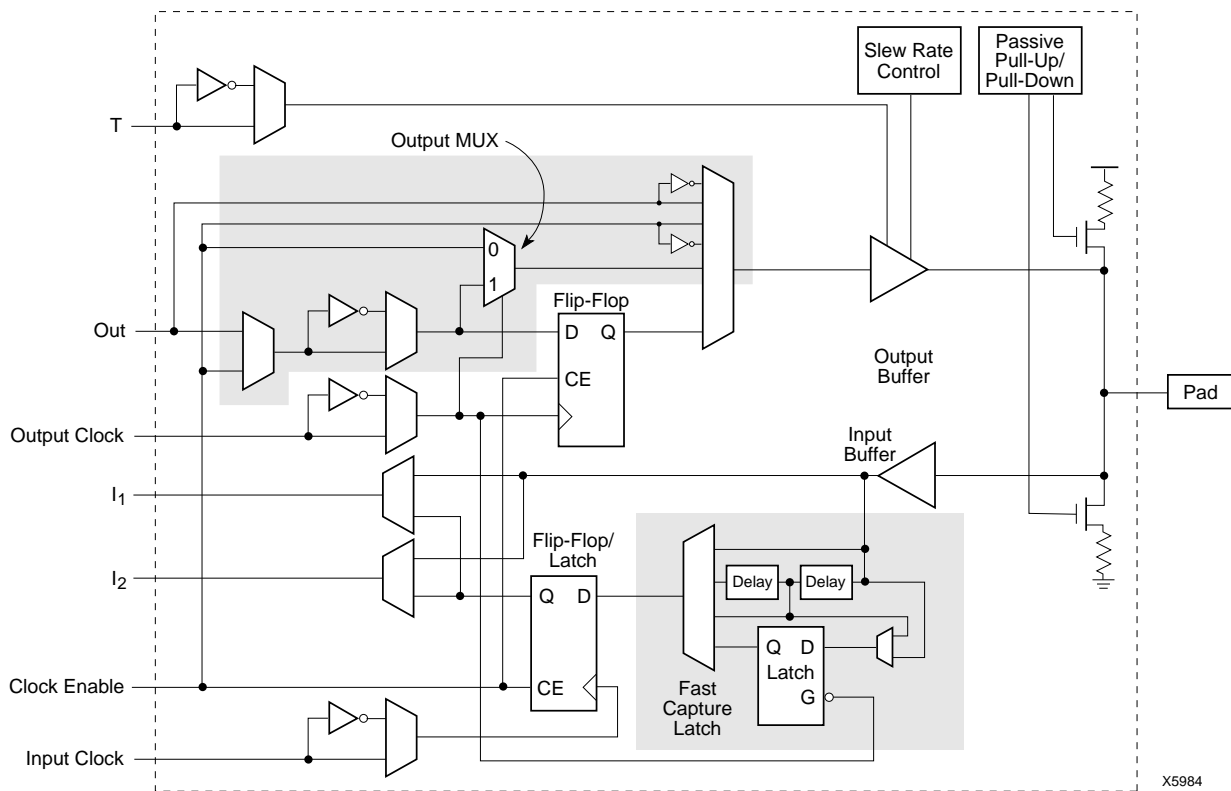 Slew Rate
Control
Passive
Pull-Up/
Pull-Down
T
Output MUX
0
1
Flip-Flop
D Q
CE
Out
Output
Buffer
Pad
Output Clock
Input
Buffer
I1
Flip-Flop/
Latch
I2
Delay
Delay
Q D
Q D
Latch
G
Clock Enable
CE
Fast
Capture
Latch
Input Clock
X5984